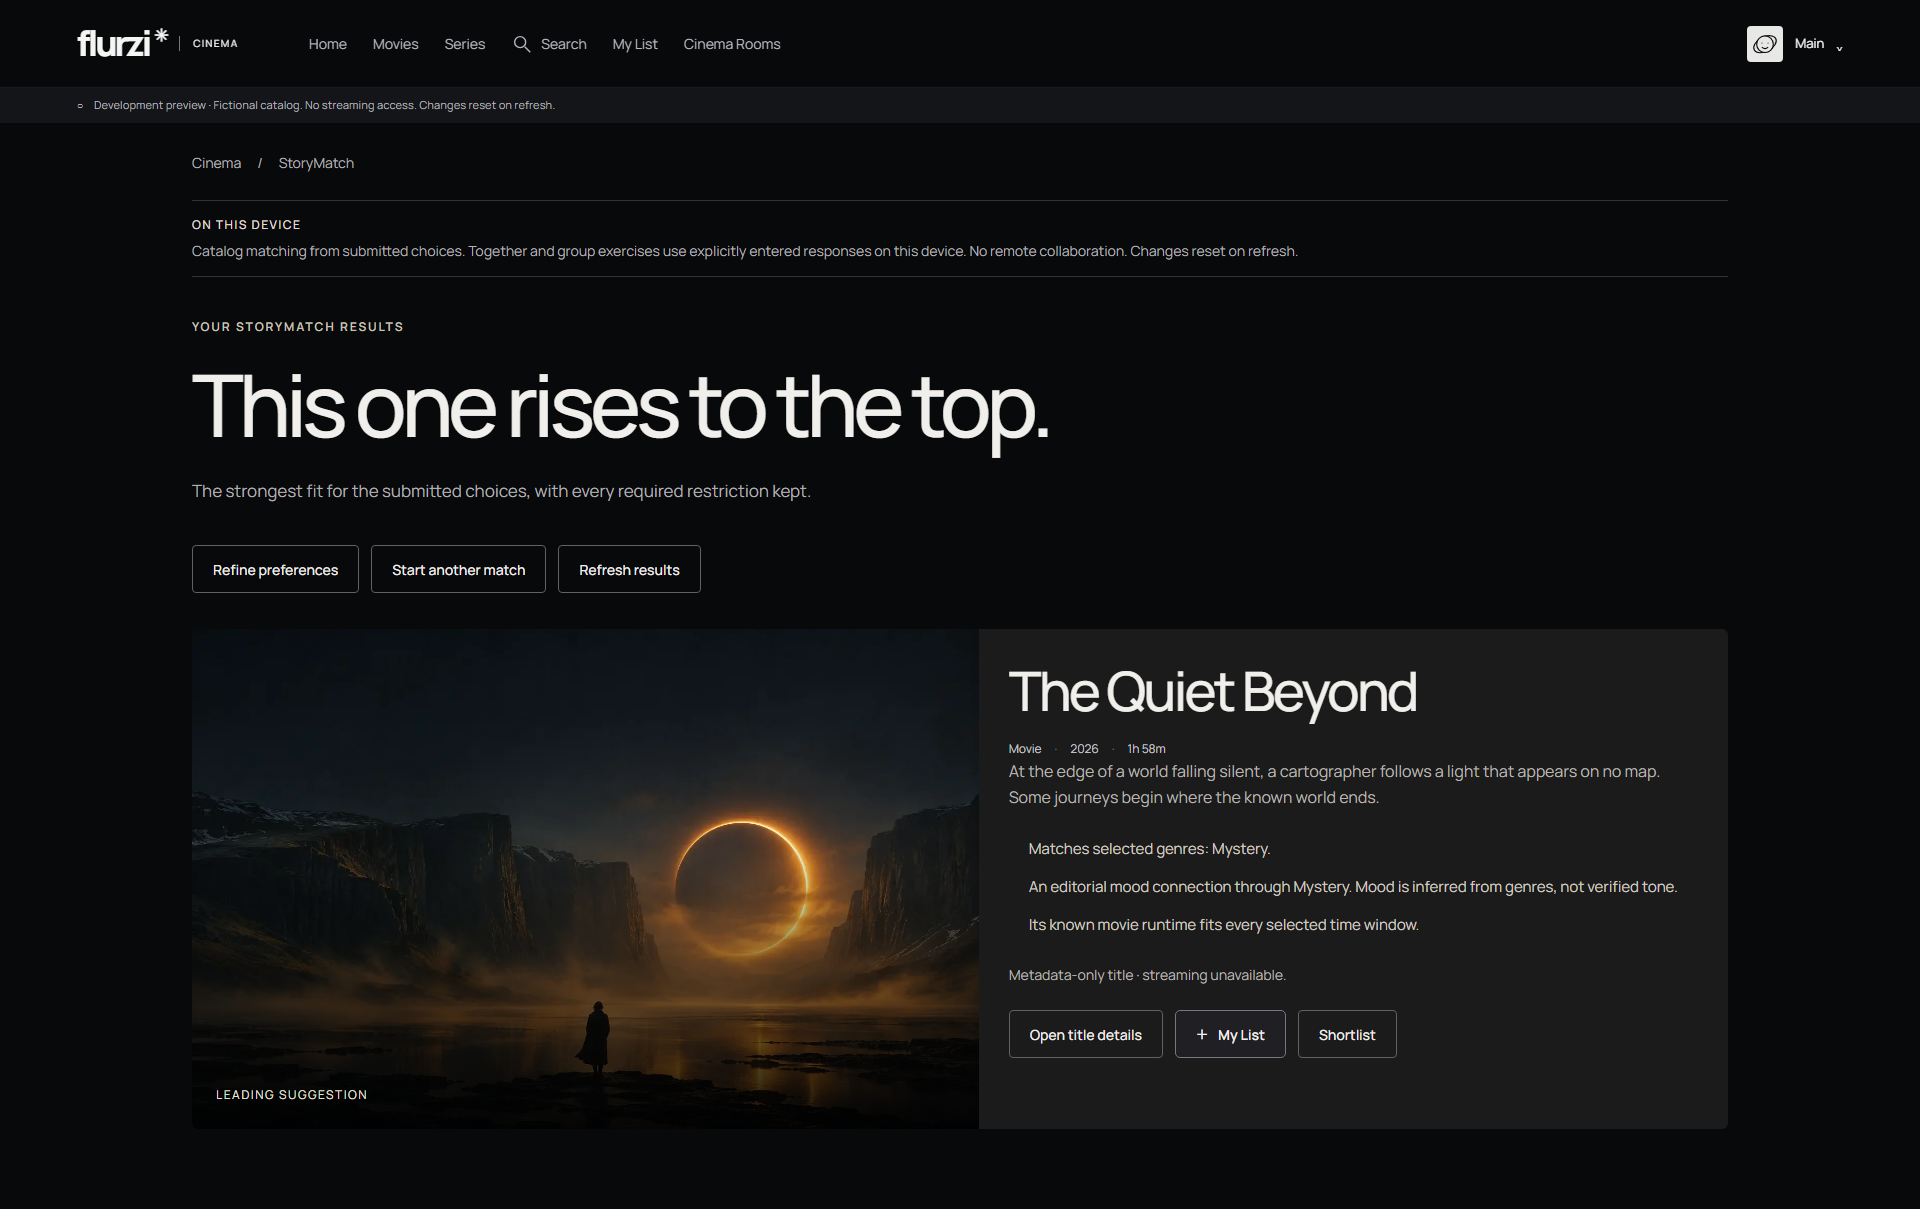 flurzi* CINEMA Home Movies Series Search My List Cinema Rooms Main
Development preview · Fictional catalog. No streaming access. Changes reset on refresh.
Cinema / StoryMatch
ON THIS DEVICE
Catalog matching from submitted choices. Together and group exercises use explicitly entered responses on this device. No remote collaboration. Changes reset on refresh.
YOUR STORYMATCH RESULTS
This one rises to the top.
The strongest fit for the submitted choices, with every required restriction kept.
Refine preferences Start another match Refresh results
LEADING SUGGESTION
The Quiet Beyond
Movie · 2026 · 1h 58m
At the edge of a world falling silent, a cartographer follows a light that appears on no map.
Some journeys begin where the known world ends.
Matches selected genres: Mystery.
An editorial mood connection through Mystery. Mood is inferred from genres, not verified tone.
Its known movie runtime fits every selected time window.
Metadata-only title · streaming unavailable.
Open title details + My List Shortlist